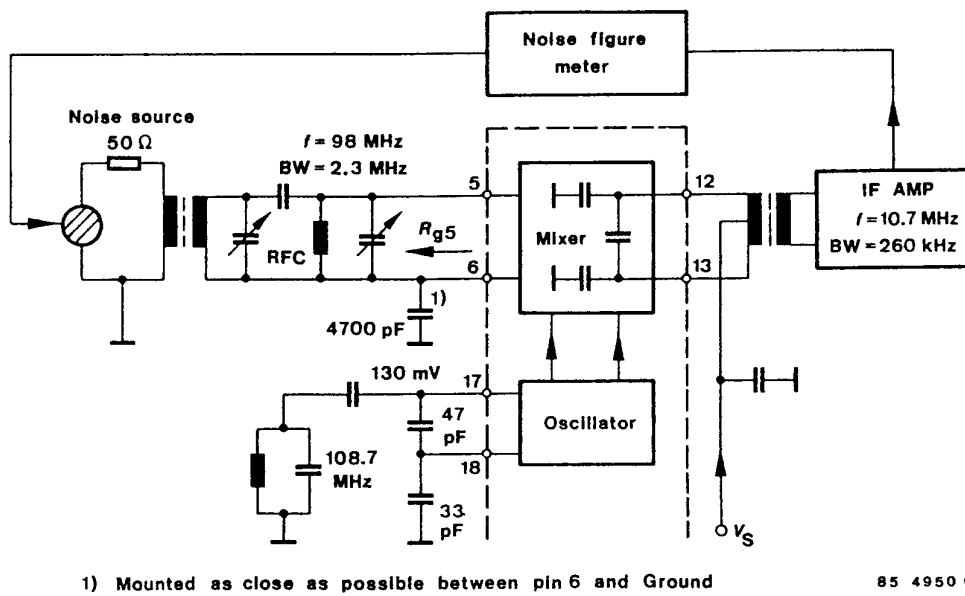 Noise figure
meter
Noise source
50 Ω
f = 98 MHz
BW = 2.3 MHz
5
12
IF AMP
f = 10.7 MHz
BW = 260 kHz
Mixer
RFC
Rg5
6
13
1)
4700 pF
130 mV
17
47
pF
Oscillator
108.7
MHz
18
33
pF
VS
1) Mounted as close as possible between pin 6 and Ground
85 4950